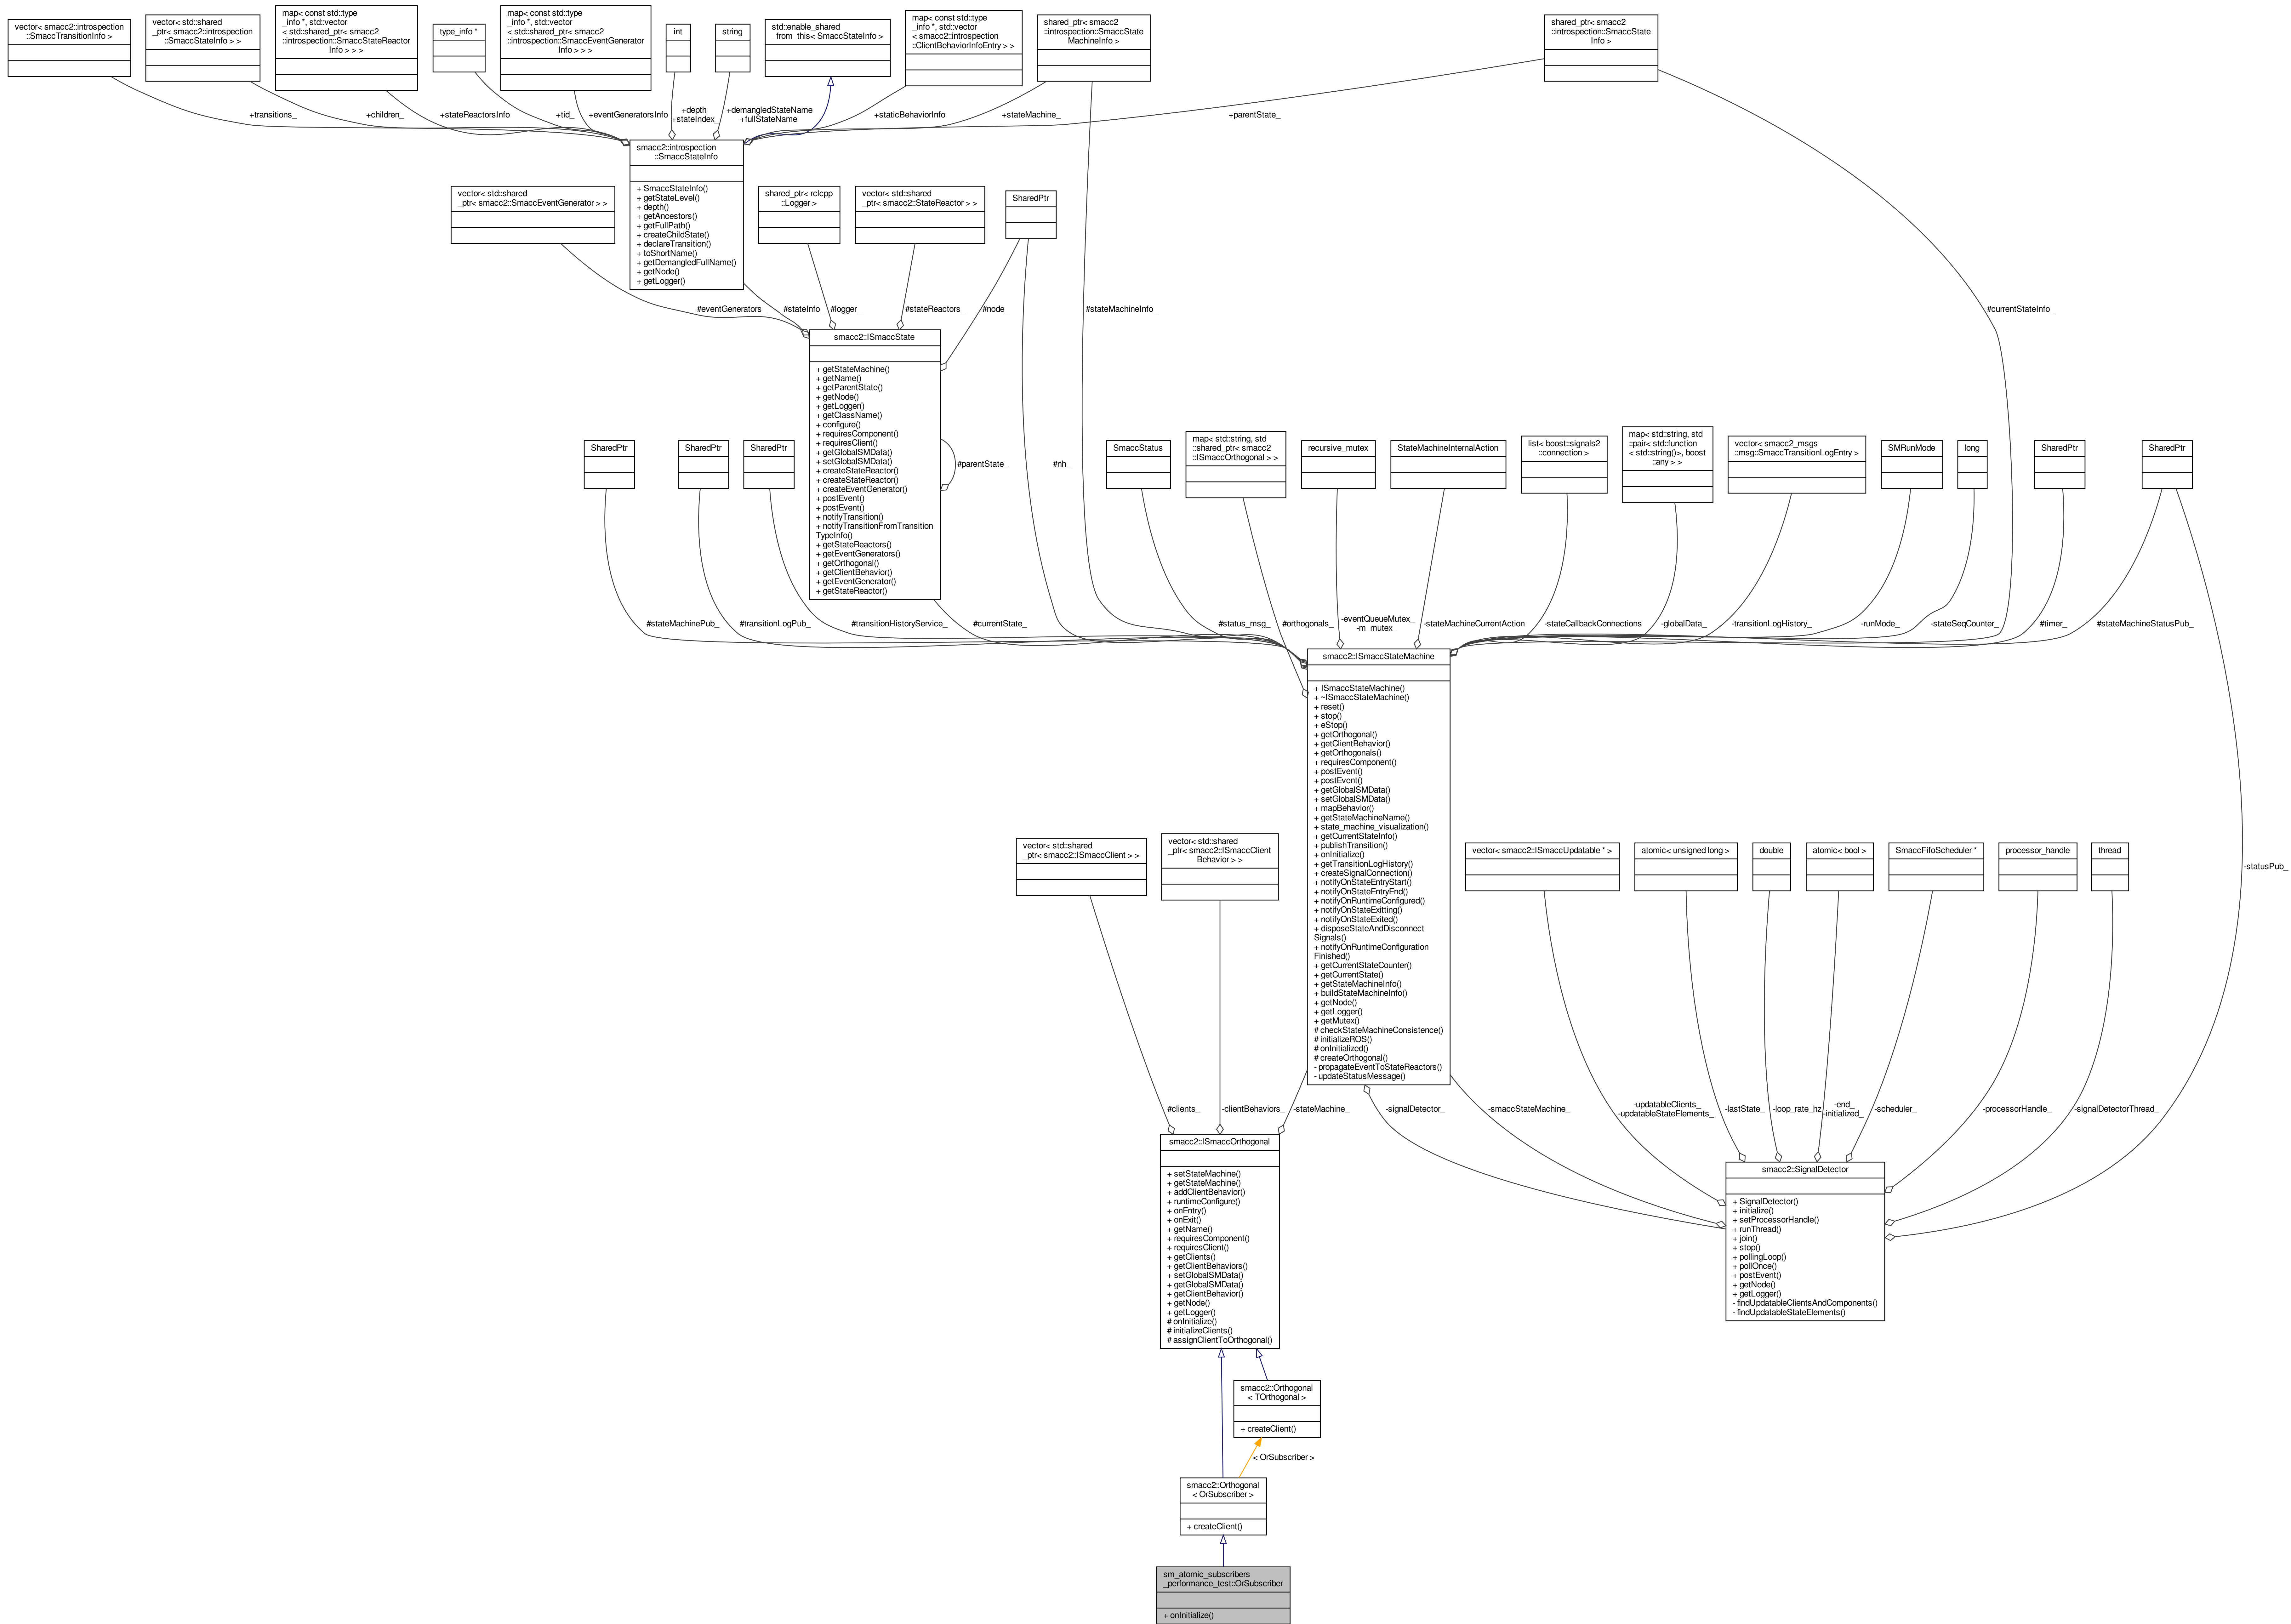 vector< smacc2::introspection
::SmaccTransitionInfo >
vector< std::shared
_ptr< smacc2::introspection
::SmaccStateInfo > >
map< const std::type
_info *, std::vector
< std::shared_ptr< smacc2
::introspection::SmaccStateReactor
Info > > >
type_info *
map< const std::type
_info *, std::vector
< std::shared_ptr< smacc2
::introspection::SmaccEventGenerator
Info > > >
int
string
std::enable_shared
_from_this< SmaccStateInfo >
map< const std::type
_info *, std::vector
< smacc2::introspection
::ClientBehaviorInfoEntry > >
shared_ptr< smacc2
::introspection::SmaccState
MachineInfo >
shared_ptr< smacc2
::introspection::SmaccState
Info >
+transitions_
+children_
+stateReactorsInfo
+tid_
+eventGeneratorsInfo
+depth_
+stateIndex_
+demangledStateName
+fullStateName
+staticBehaviorInfo
+stateMachine_
+parentState_
smacc2::introspection
::SmaccStateInfo
+ SmaccStateInfo()
+ getStateLevel()
+ depth()
+ getAncestors()
+ getFullPath()
+ createChildState()
+ declareTransition()
+ toShortName()
+ getDemangledFullName()
+ getNode()
+ getLogger()
vector< std::shared
_ptr< smacc2::SmaccEventGenerator > >
shared_ptr< rclcpp
::Logger >
vector< std::shared
_ptr< smacc2::StateReactor > >
SharedPtr
#eventGenerators_
#stateInfo_
#logger_
#stateReactors_
#node_
#stateMachineInfo_
#currentStateInfo_
smacc2::ISmaccState
+ getStateMachine()
+ getName()
+ getParentState()
+ getNode()
+ getLogger()
+ getClassName()
+ configure()
+ requiresComponent()
+ requiresClient()
+ getGlobalSMData()
+ setGlobalSMData()
+ createStateReactor()
+ createStateReactor()
+ createEventGenerator()
+ postEvent()
+ postEvent()
+ notifyTransition()
+ notifyTransitionFromTransition
TypeInfo()
+ getStateReactors()
+ getEventGenerators()
+ getOrthogonal()
+ getClientBehavior()
+ getEventGenerator()
+ getStateReactor()
#parentState_
#nh_
SharedPtr
SharedPtr
SharedPtr
SmaccStatus
map< std::string, std
::shared_ptr< smacc2
::ISmaccOrthogonal > >
recursive_mutex
StateMachineInternalAction
list< boost::signals2
::connection >
map< std::string, std
::pair< std::function
< std::string()>, boost
::any > >
vector< smacc2_msgs
::msg::SmaccTransitionLogEntry >
SMRunMode
long
SharedPtr
SharedPtr
#stateMachinePub_
#transitionLogPub_
#transitionHistoryService_
#currentState_
#status_msg_
#orthogonals_
-eventQueueMutex_
-m_mutex_
-stateMachineCurrentAction
-stateCallbackConnections
-globalData_
-transitionLogHistory_
-runMode_
-stateSeqCounter_
#timer_
#stateMachineStatusPub_
smacc2::ISmaccStateMachine
+ ISmaccStateMachine()
+ ~ISmaccStateMachine()
+ reset()
+ stop()
+ eStop()
+ getOrthogonal()
+ getClientBehavior()
+ getOrthogonals()
+ requiresComponent()
+ postEvent()
+ postEvent()
+ getGlobalSMData()
+ setGlobalSMData()
+ mapBehavior()
+ getStateMachineName()
+ state_machine_visualization()
+ getCurrentStateInfo()
+ publishTransition()
+ onInitialize()
+ getTransitionLogHistory()
+ createSignalConnection()
+ notifyOnStateEntryStart()
+ notifyOnStateEntryEnd()
+ notifyOnRuntimeConfigured()
+ notifyOnStateExitting()
+ notifyOnStateExited()
+ disposeStateAndDisconnect
Signals()
+ notifyOnRuntimeConfiguration
Finished()
+ getCurrentStateCounter()
+ getCurrentState()
+ getStateMachineInfo()
+ buildStateMachineInfo()
+ getNode()
+ getLogger()
+ getMutex()
# checkStateMachineConsistence()
# initializeROS()
# onInitialized()
# createOrthogonal()
- propagateEventToStateReactors()
- updateStatusMessage()
vector< std::shared
_ptr< smacc2::ISmaccClient > >
vector< std::shared
_ptr< smacc2::ISmaccClient
Behavior > >
vector< smacc2::ISmaccUpdatable * >
atomic< unsigned long >
double
atomic< bool >
SmaccFifoScheduler *
processor_handle
thread
-statusPub_
#clients_
-clientBehaviors_
-stateMachine_
-signalDetector_
-smaccStateMachine_
-updatableClients_
-updatableStateElements_
-lastState_
-loop_rate_hz
-end_
-initialized_
-scheduler_
-processorHandle_
-signalDetectorThread_
smacc2::ISmaccOrthogonal
+ setStateMachine()
+ getStateMachine()
+ addClientBehavior()
+ runtimeConfigure()
+ onEntry()
+ onExit()
+ getName()
+ requiresComponent()
+ requiresClient()
+ getClients()
+ getClientBehaviors()
+ setGlobalSMData()
+ getGlobalSMData()
+ getClientBehavior()
+ getNode()
+ getLogger()
# onInitialize()
# initializeClients()
# assignClientToOrthogonal()
smacc2::SignalDetector
+ SignalDetector()
+ initialize()
+ setProcessorHandle()
+ runThread()
+ join()
+ stop()
+ pollingLoop()
+ pollOnce()
+ postEvent()
+ getNode()
+ getLogger()
- findUpdatableClientsAndComponents()
- findUpdatableStateElements()
smacc2::Orthogonal
< TOrthogonal >
+ createClient()
< OrSubscriber >
smacc2::Orthogonal
< OrSubscriber >
+ createClient()
sm_atomic_subscribers
_performance_test::OrSubscriber
+ onInitialize()